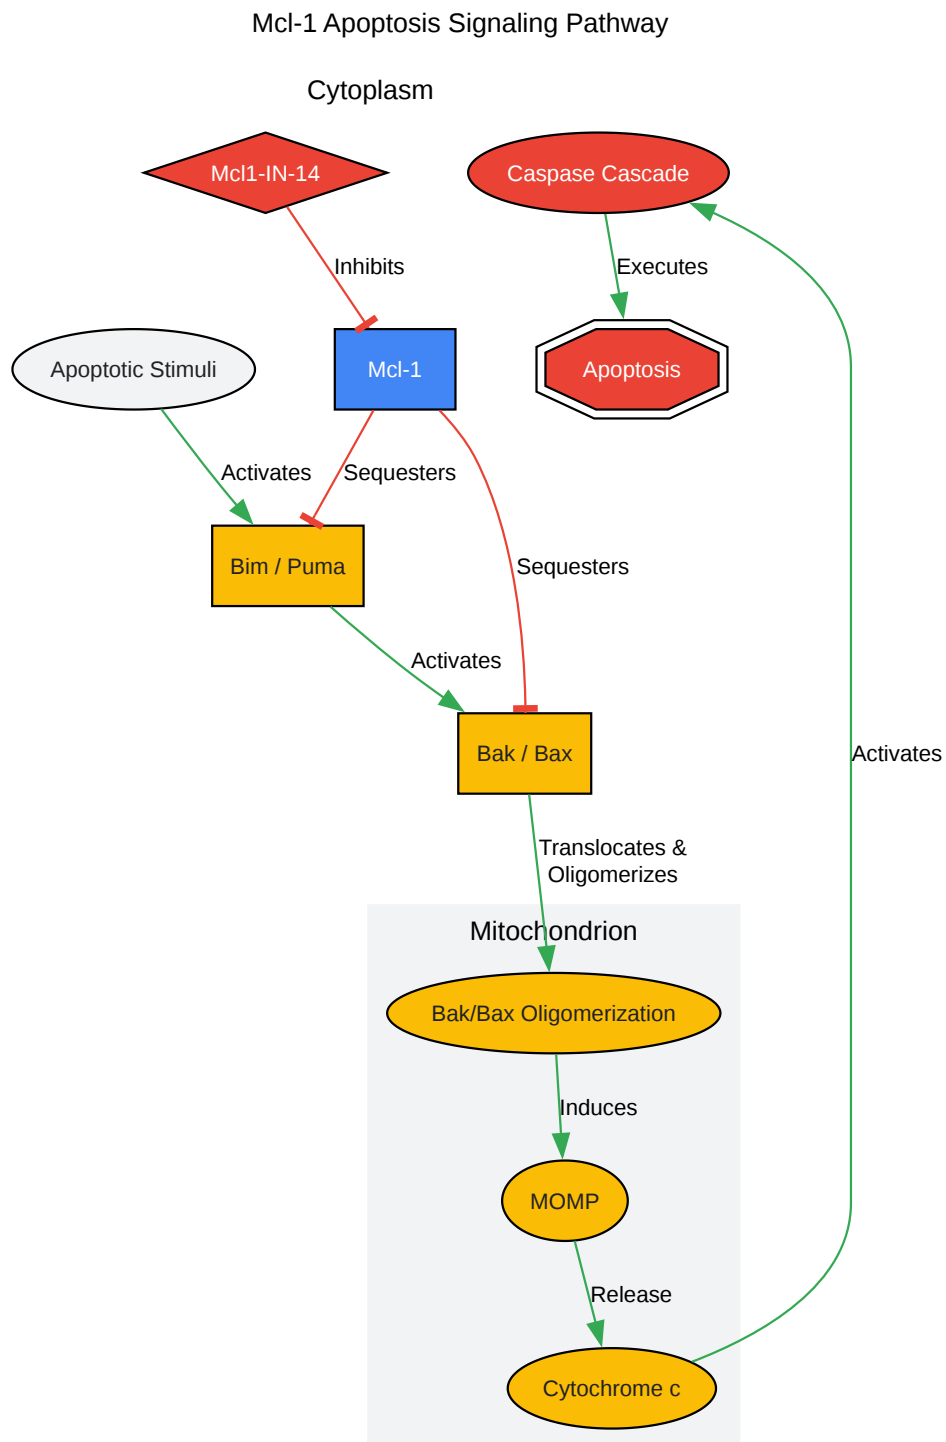 Mcl-1 Apoptosis Signaling Pathway
Cytoplasm
Mcl1-IN-14
Caspase Cascade
Inhibits
Executes
Apoptotic Stimuli
Mcl-1
Apoptosis
Activates
Sequesters
Bim / Puma
Sequesters
Activates
Bak / Bax
Activates
Translocates &
Oligomerizes
Mitochondrion
Bak/Bax Oligomerization
Induces
MOMP
Release
Cytochrome c